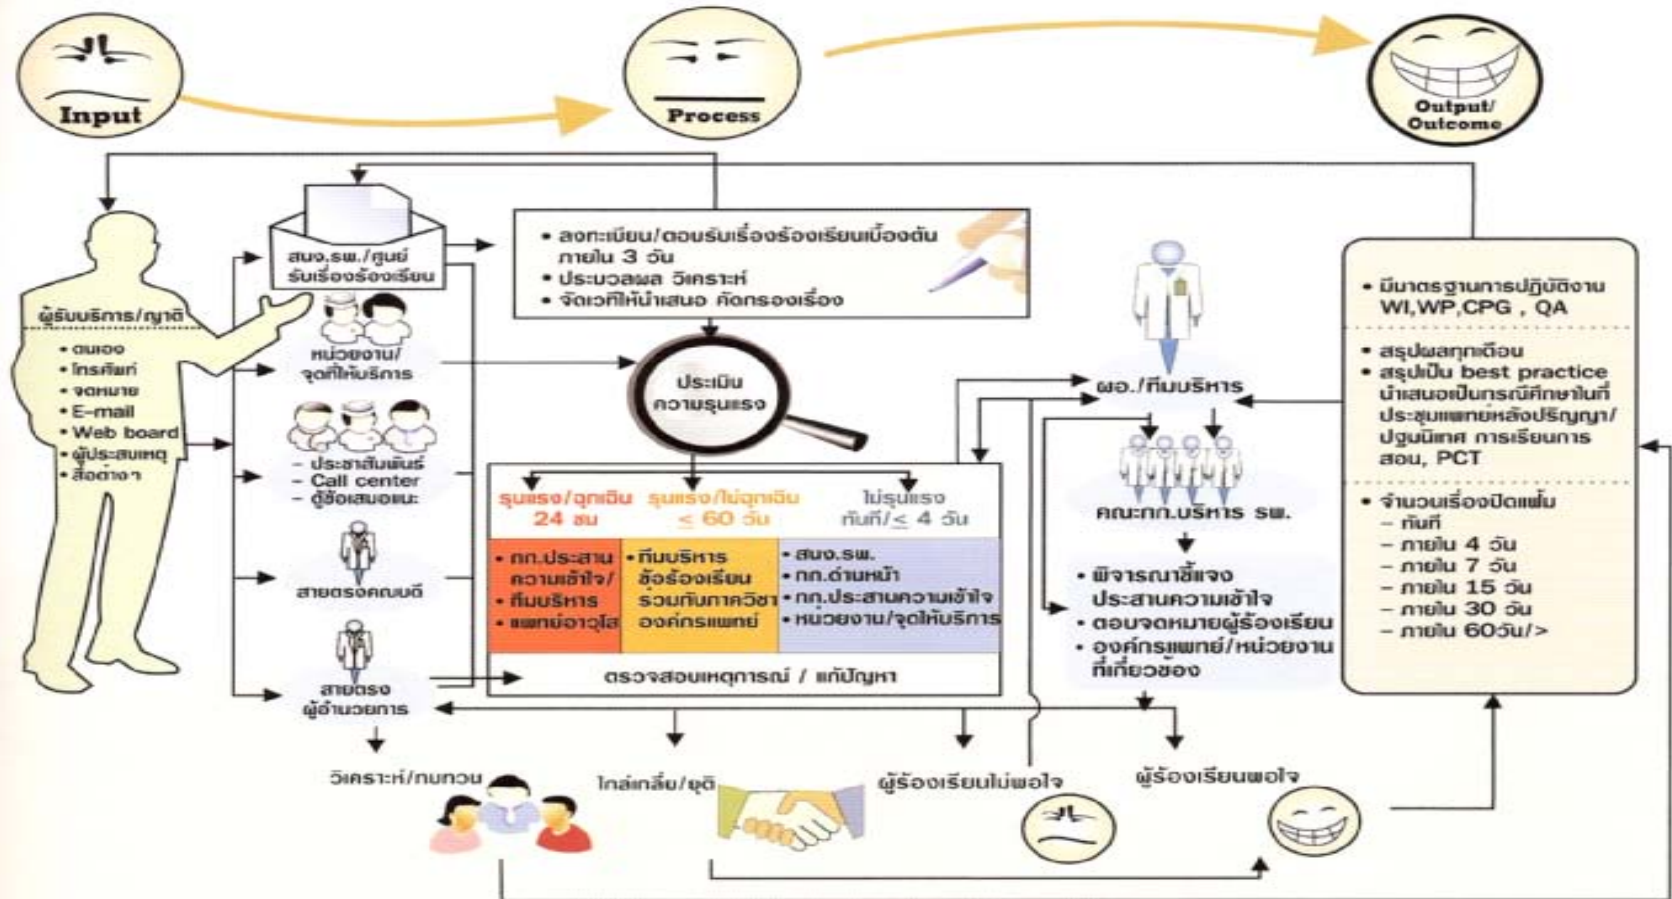 Input
Process
Output/
Outcome
ผู้รับบริการ/ญาติ
• ตนเอง
• โทรศัพท์
• จดหมาย
• E-mail
• Web board
• ผู้ประสบเหตุ
• สื่อต่างๆ
สนง.รพ./ศูนย์
รับเรื่องร้องเรียน
หน่วยงาน/
จุดที่ให้บริการ
- ประชาสัมพันธ์
- Call center
- ตู้ข้อเสนอแนะ
สายตรงคณบดี
สายตรง
ผู้อำนวยการ
• ลงทะเบียน/ตอบรับเรื่องร้องเรียนเบื้องต้น
ภายใน 3 วัน
• ประมวลผล วิเคราะห์
• จัดเวทีให้นำเสนอ คัดกรองเรื่อง
ประเมิน
ความรุนแรง
รุนแรง/ฉุกเฉิน
24 ชม
รุนแรง/ไม่ฉุกเฉิน
≤ 60 วัน
ไม่รุนแรง
ทันที/≤ 4 วัน
• กก.ประสาน
ความเข้าใจ/
• ทีมบริหาร
• แพทย์อาวุโส
• ทีมบริหาร
ข้อร้องเรียน
ร่วมกับภาควิชา
องค์กรแพทย์
• สนง.รพ.
• กก.ด่านหน้า
• กก.ประสานความเข้าใจ
• หน่วยงาน/จุดให้บริการ
ตรวจสอบเหตุการณ์ / แก้ปัญหา
ผอ./ทีมบริหาร
คณะกก.บริหาร รพ.
• พิจารณาชี้แจง
ประสานความเข้าใจ
• ตอบจดหมายผู้ร้องเรียน
• องค์กรแพทย์/หน่วยงาน
ที่เกี่ยวข้อง
• มีมาตรฐานการปฏิบัติงาน
WI,WP,CPG , QA
• สรุปผลทุกเดือน
• สรุปเป็น best practice
นำเสนอเป็นกรณีศึกษาในที่
ประชุมแพทย์หลังปริญญา/
ปฐมนิเทศ การเรียนการ
สอน, PCT
• จำนวนเรื่องปิดแฟ้ม
- ทันที
- ภายใน 4 วัน
- ภายใน 7 วัน
- ภายใน 15 วัน
- ภายใน 30 วัน
- ภายใน 60วัน/>
วิเคราะห์/ทบทวน
ไกล่เกลี่ย/ยุติ
ผู้ร้องเรียนไม่พอใจ
ผู้ร้องเรียนพอใจ